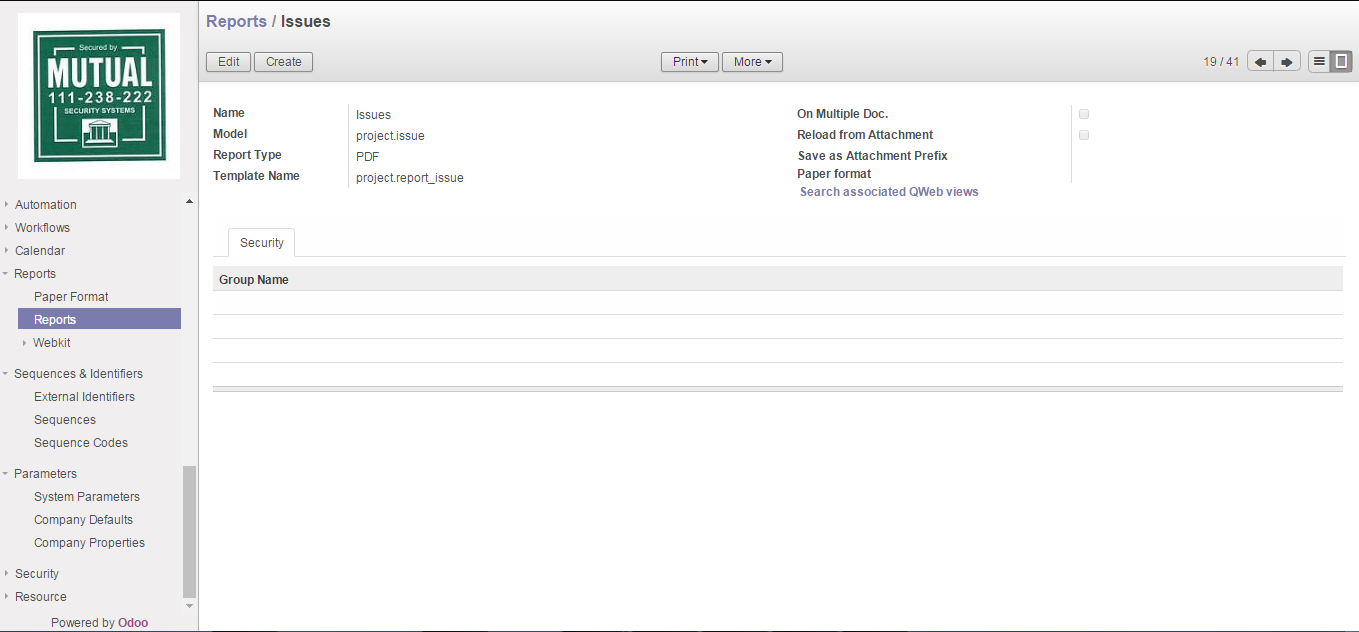 Secured by
MUTUAL
111-238-222
SECURITY SYSTEMS
Automation
Workflows
Calendar
Reports
Paper Format
Reports
Webkit
Sequences & Identifiers
External Identifiers
Sequences
Sequence Codes
Parameters
System Parameters
Company Defaults
Company Properties
Security
Resource
Powered by Odoo
Reports / Issues
Edit Create Print More 19 / 41
Name Issues
Model project.issue
Report Type PDF
Template Name project.report_issue
On Multiple Doc.
Reload from Attachment
Save as Attachment Prefix
Paper format
Search associated QWeb views
Security
Group Name